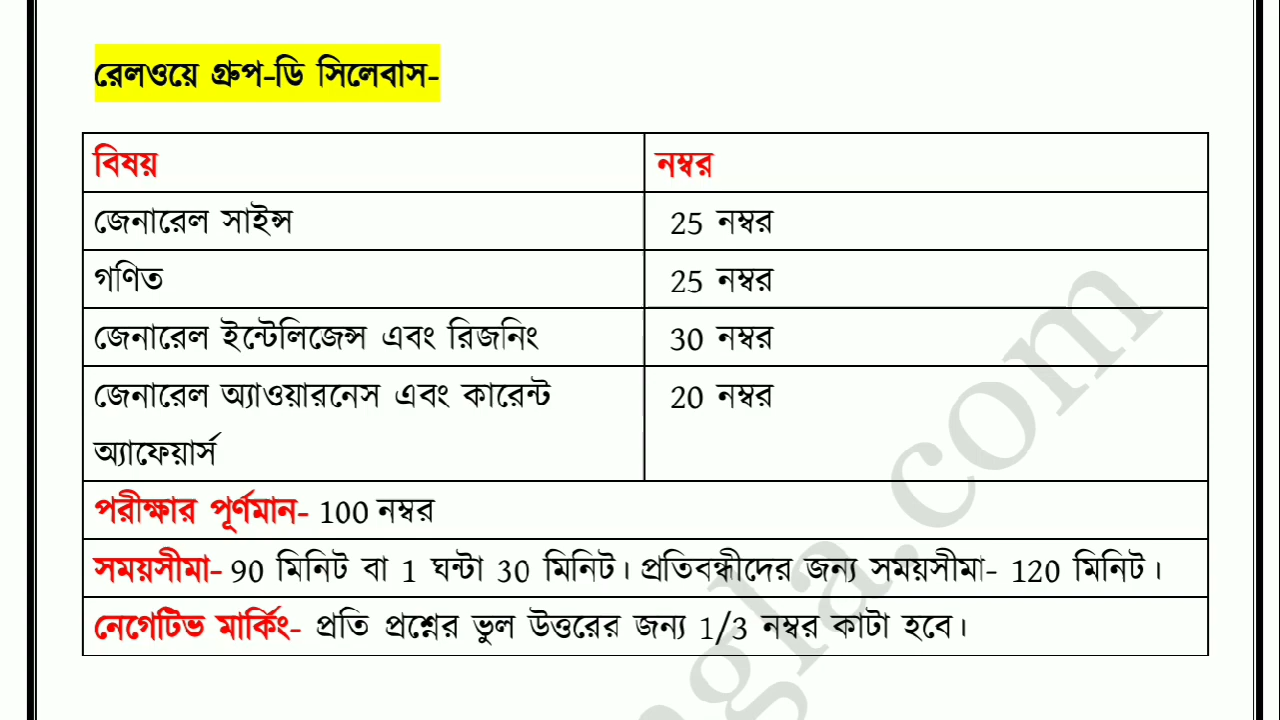 রেলওয়ে গ্রুপ-ডি সিলেবাস-
বিষয় নম্বর
জেনারেল সাইন্স 25 নম্বর
গণিত 25 নম্বর
জেনারেল ইন্টেলিজেন্স এবং রিজনিং 30 নম্বর
জেনারেল অ্যাওয়ারনেস এবং কারেন্ট 20 নম্বর
অ্যাফেয়ার্স
পরীক্ষার পূর্ণমান- 100 নম্বর
সময়সীমা- 90 মিনিট বা 1 ঘন্টা 30 মিনিট। প্রতিবন্ধীদের জন্য সময়সীমা- 120 মিনিট।
নেগেটিভ মার্কিং- প্রতি প্রশ্নের ভুল উত্তরের জন্য 1/3 নম্বর কাটা হবে।
ngla.com